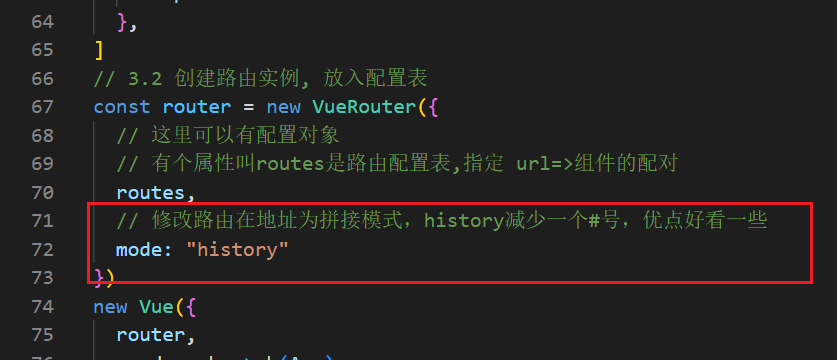 64 },
65 ]
66 // 3.2 创建路由实例, 放入配置表
67 const router = new VueRouter({
68 // 这里可以有配置对象
69 // 有个属性叫routes是路由配置表,指定 url=>组件的配对
70 routes,
71 // 修改路由在地址为拼接模式，history减少一个#号，优点好看一些
72 mode: "history"
73 })
74 new Vue({
75 router,